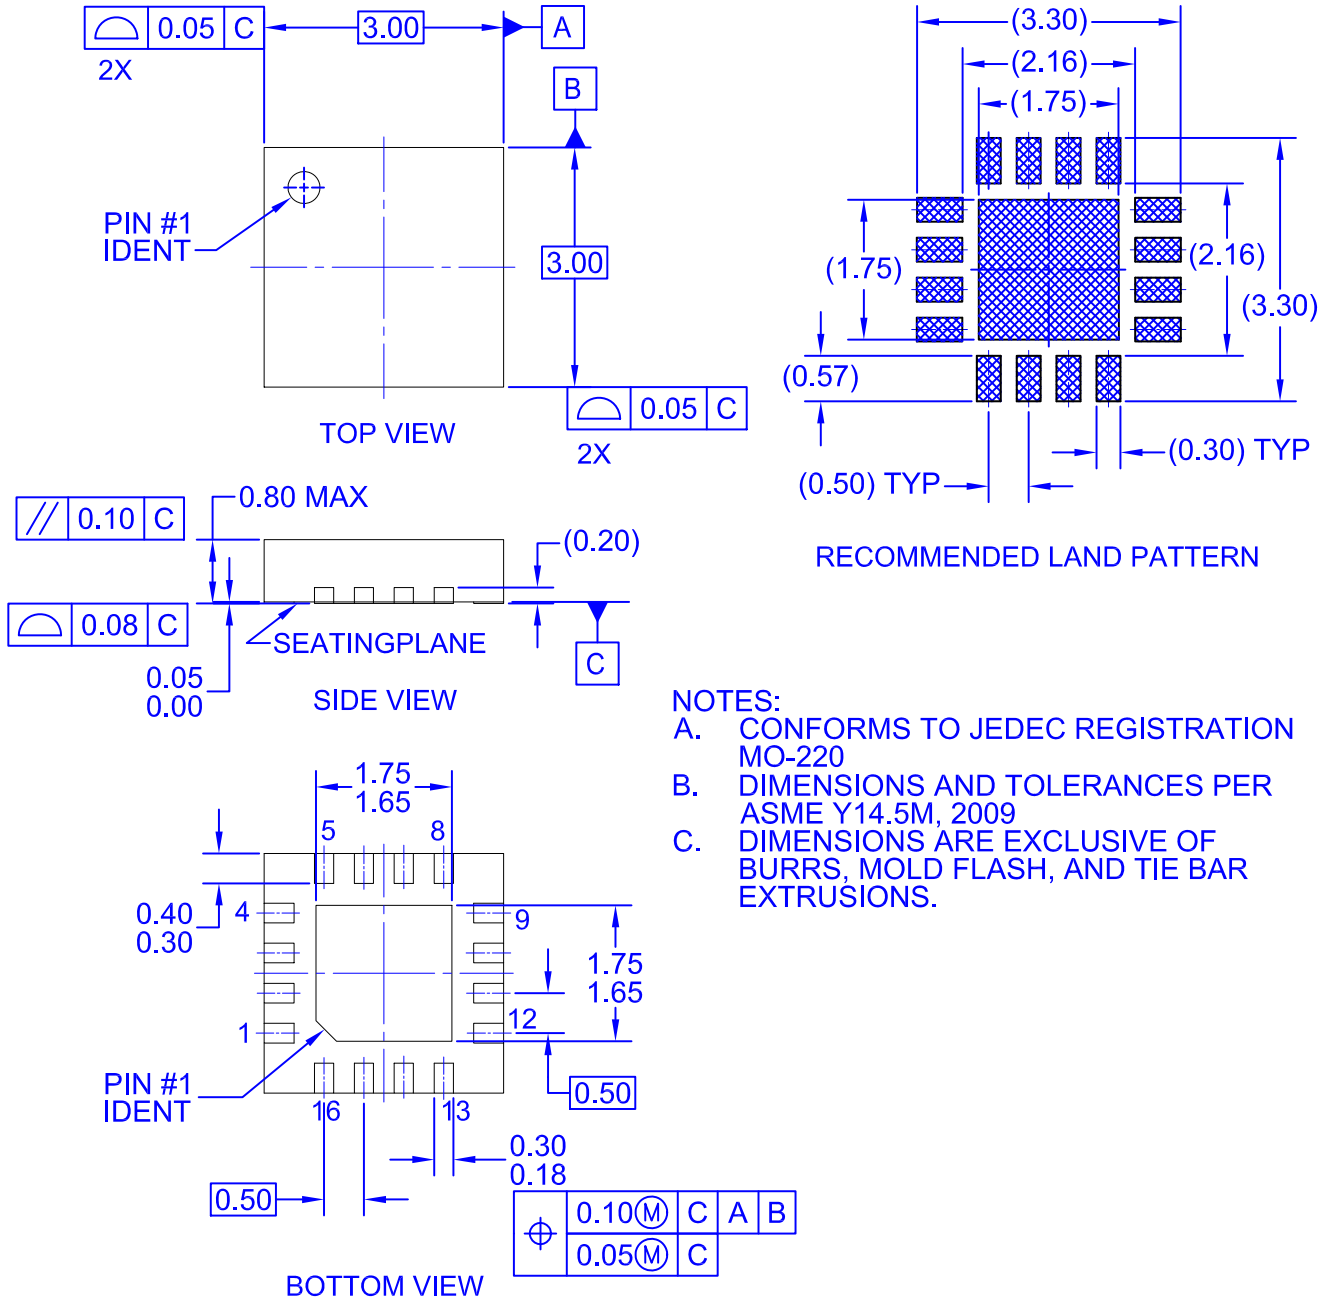 0.05 C
2X
3.00
A
B
PIN #1
IDENT
3.00
0.05 C
2X
TOP VIEW
(3.30)
(2.16)
(1.75)
(1.75)
(2.16)
(3.30)
(0.57)
(0.30) TYP
(0.50) TYP
RECOMMENDED LAND PATTERN
// 0.10 C
0.80 MAX
(0.20)
0.08 C
SEATINGPLANE
C
0.05
0.00
SIDE VIEW
NOTES:
A. CONFORMS TO JEDEC REGISTRATION
MO-220
B. DIMENSIONS AND TOLERANCES PER
ASME Y14.5M, 2009
C. DIMENSIONS ARE EXCLUSIVE OF
BURRS, MOLD FLASH, AND TIE BAR
EXTRUSIONS.
1.75
1.65
5 8
0.40
0.30
4 9
1.75
1.65
1 12
PIN #1
IDENT
16 13
0.50
0.30
0.18
0.50
0.10Ⓜ C A B
0.05Ⓜ C
BOTTOM VIEW